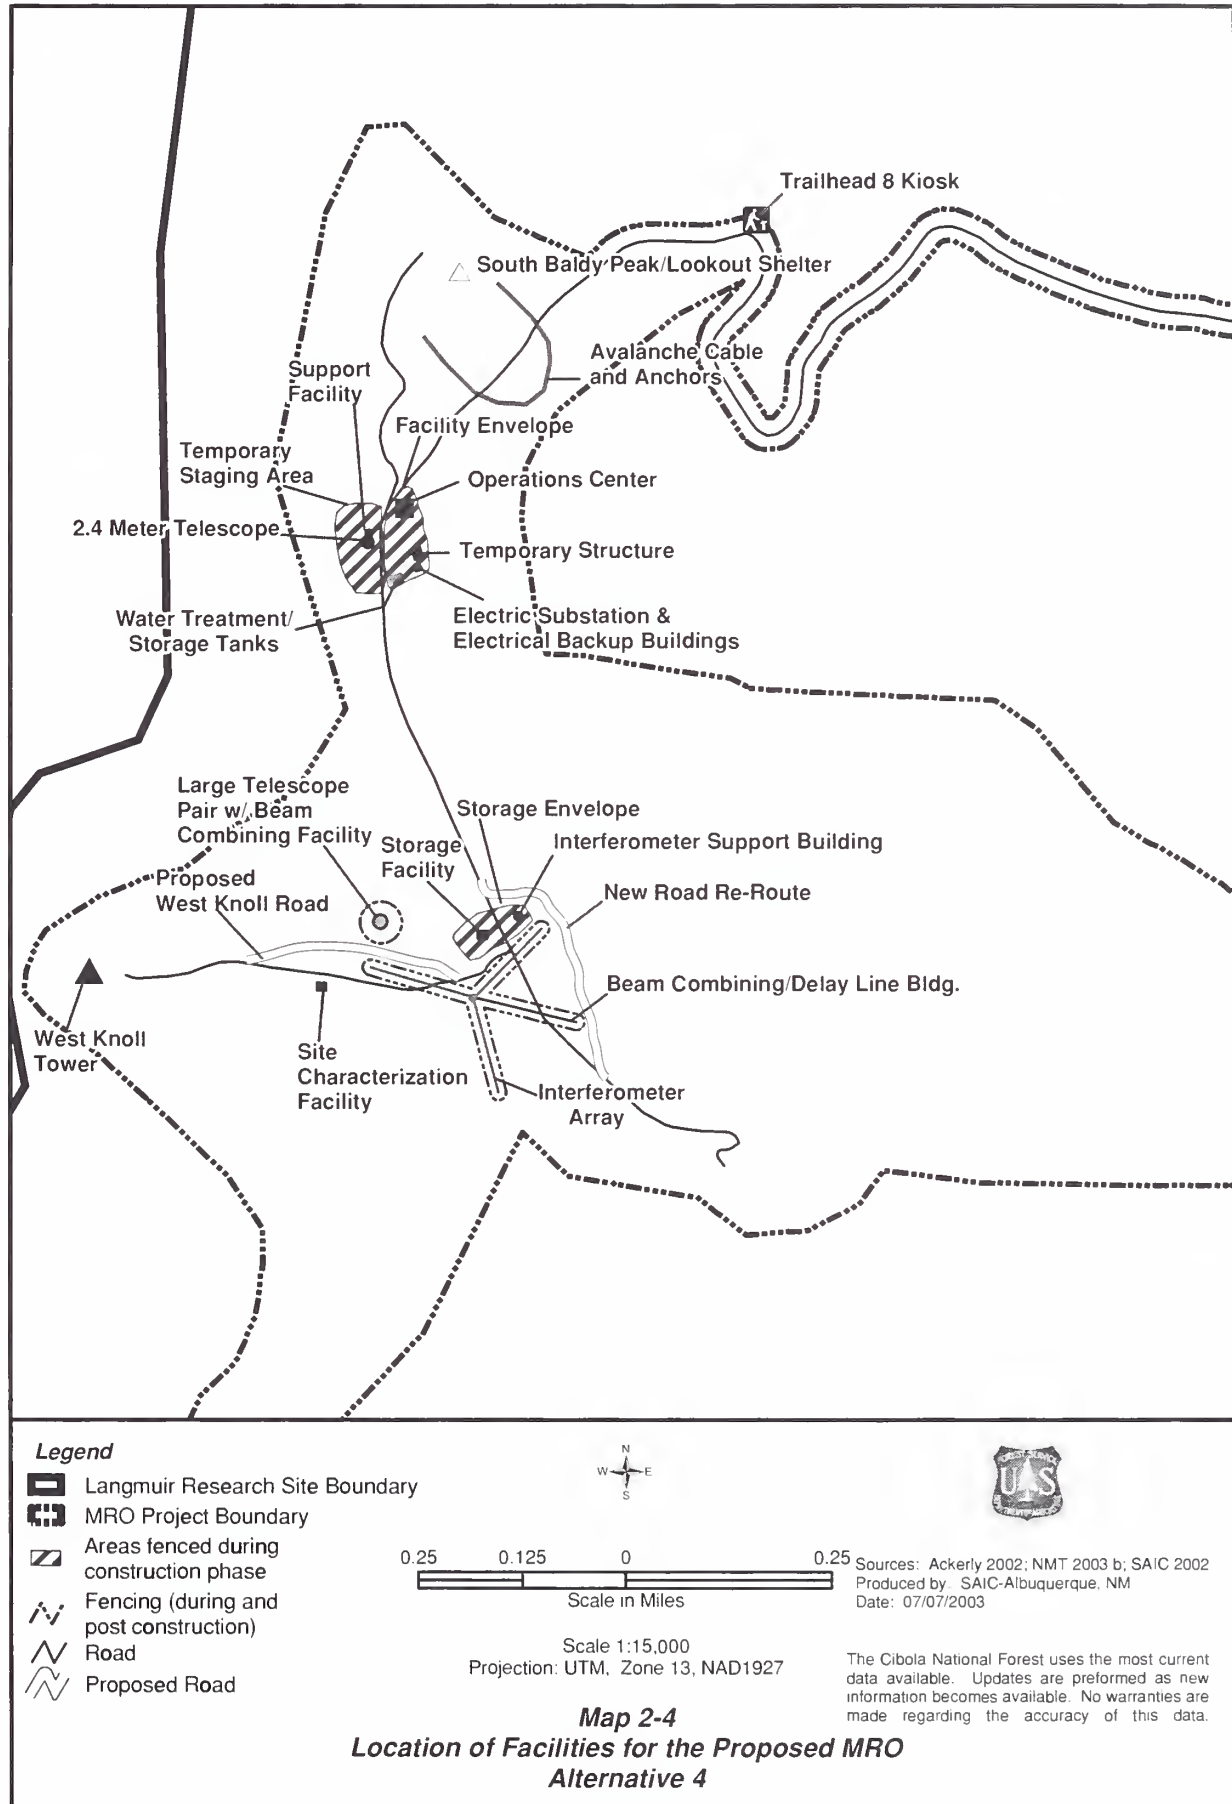 Trailhead 8 Kiosk
South Baldy Peak/Lookout Shelter
Avalanche Cable
and Anchors
Support
Facility
Facility Envelope
Temporary
Staging Area
Operations Center
2.4 Meter Telescope
Temporary Structure
Water Treatment/
Storage Tanks
Electric Substation &
Electrical Backup Buildings
Large Telescope
Pair w/ Beam
Combining Facility
Storage Envelope
Storage
Facility
Interferometer Support Building
Proposed
West Knoll Road
New Road Re-Route
Beam Combining/Delay Line Bldg.
West Knoll
Tower
Site
Characterization
Facility
Interferometer
Array
Legend
Langmuir Research Site Boundary
MRO Project Boundary
Areas fenced during
construction phase
Fencing (during and
post construction)
Road
Proposed Road
N
W E
S
0.25 0.125 0 0.25
Scale in Miles
Scale 1:15,000
Projection: UTM, Zone 13, NAD1927
U S
Sources: Ackerly 2002; NMT 2003 b; SAIC 2002
Produced by: SAIC-Albuquerque, NM
Date: 07/07/2003
The Cibola National Forest uses the most current
data available. Updates are preformed as new
information becomes available. No warranties are
made regarding the accuracy of this data.
Map 2-4
Location of Facilities for the Proposed MRO
Alternative 4